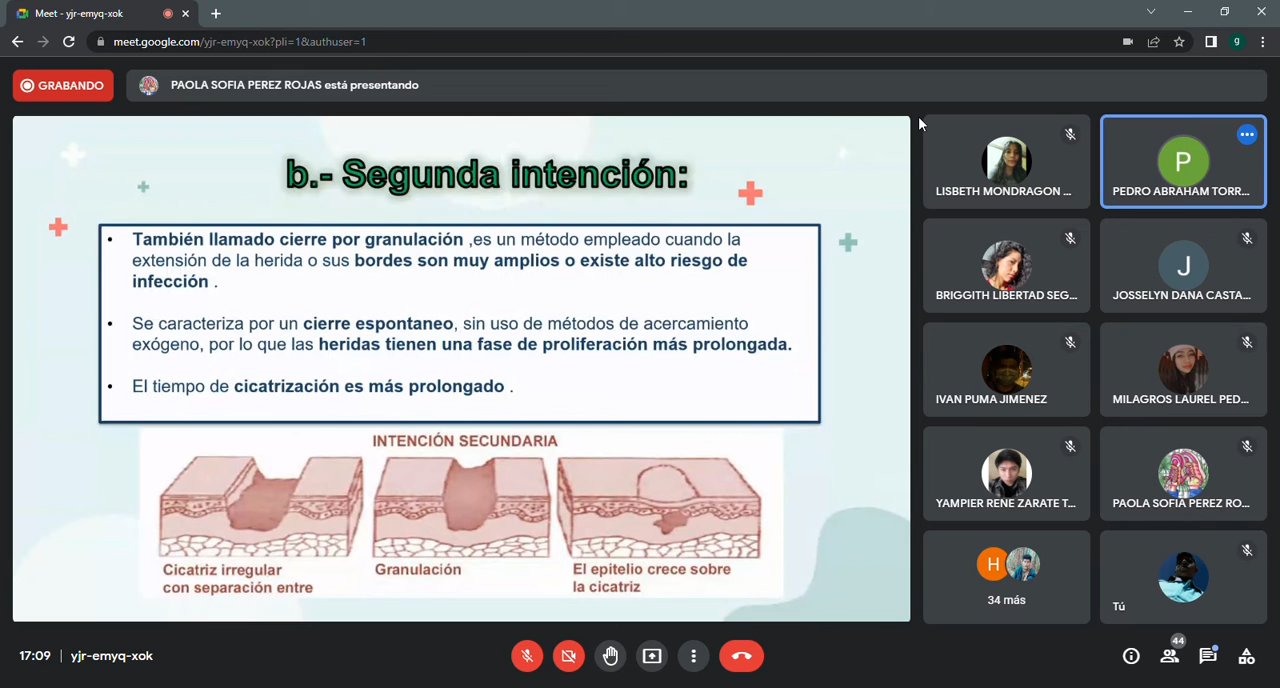 Meet - yjr-emyq-xok
meet.google.com/yjr-emyq-xok?pli=1&authuser=1
g
GRABANDO
PAOLA SOFIA PEREZ ROJAS está presentando
b.- Segunda intención:
• También llamado cierre por granulación ,es un método empleado cuando la
extensión de la herida o sus bordes son muy amplios o existe alto riesgo de
infección .
• Se caracteriza por un cierre espontaneo, sin uso de métodos de acercamiento
exógeno, por lo que las heridas tienen una fase de proliferación más prolongada.
• El tiempo de cicatrización es más prolongado .
INTENCIÓN SECUNDARIA
Cicatriz irregular
con separación entre
Granulación
El epitelio crece sobre
la cicatriz
LISBETH MONDRAGON ...
P
PEDRO ABRAHAM TORR...
BRIGGITH LIBERTAD SEG...
J
JOSSELYN DANA CASTA...
IVAN PUMA JIMENEZ
MILAGROS LAUREL PED...
YAMPIER RENE ZARATE T...
PAOLA SOFIA PEREZ RO...
H
34 más
Tú
17:09 | yjr-emyq-xok
44